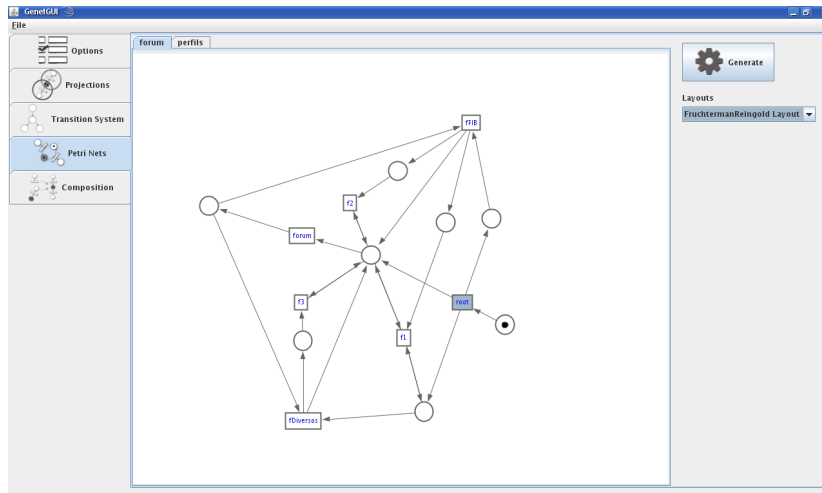 GenetGUI
File
Options
Projections
Transition System
Petri Nets
Composition
forum perfils
fFIB
f2
forum
f3
root
f1
fDiversos
Generate
Layouts
FruchtermanReingold Layout